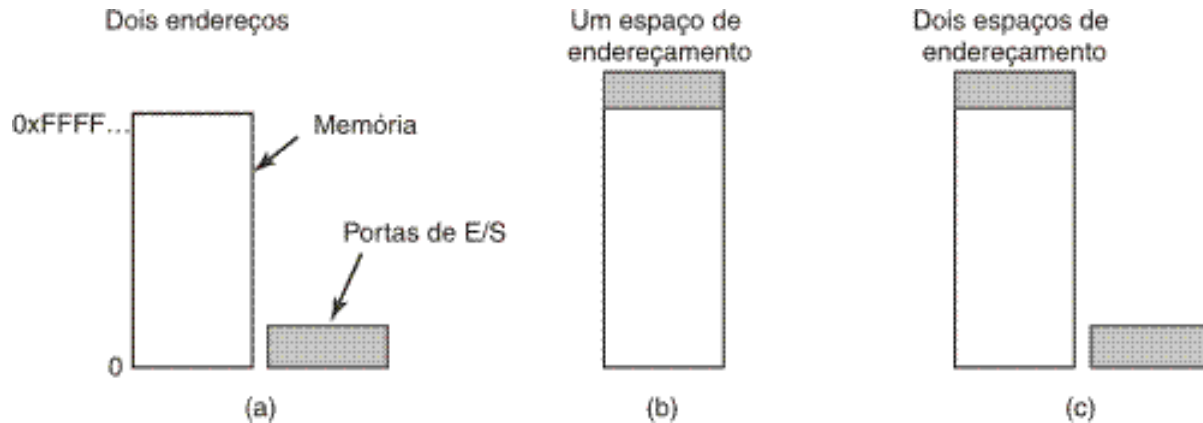 Dois endereços
Um espaço de
endereçamento
Dois espaços de
endereçamento
0xFFFF...
Memória
Portas de E/S
0
(a)
(b)
(c)